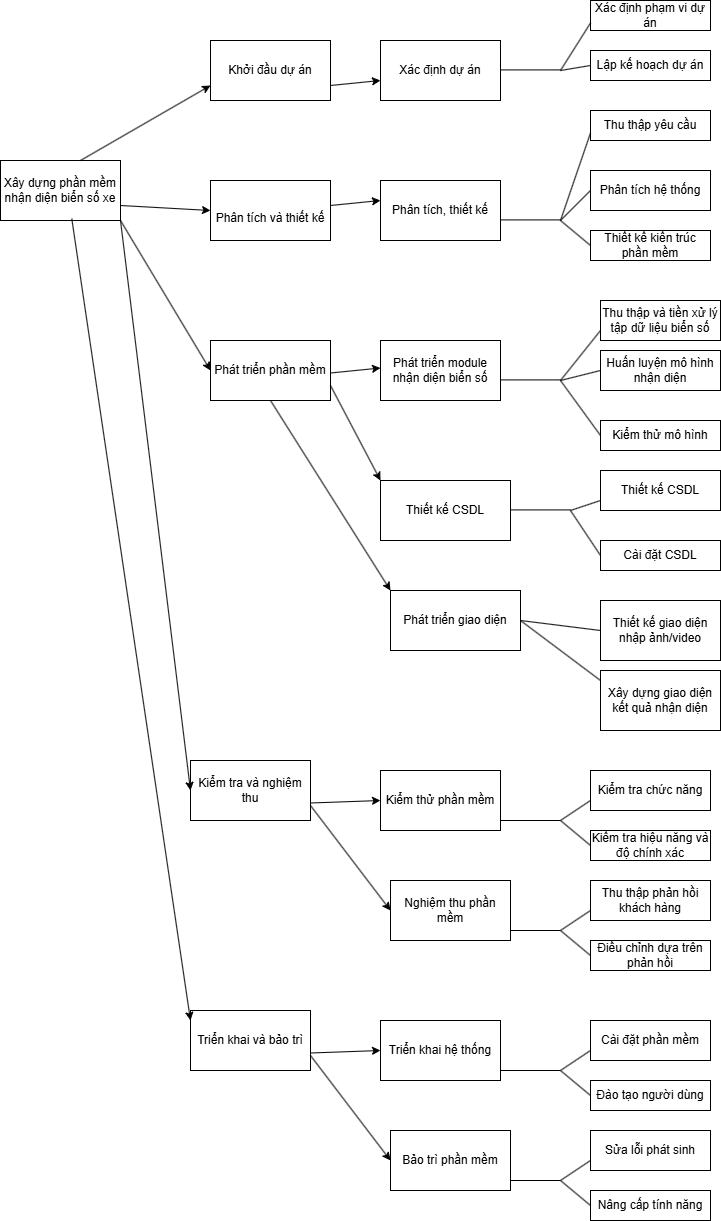 Xác định phạm vi dự
án
Khởi đầu dự án
Xác định dự án
Lập kế hoạch dự án
Thu thập yêu cầu
Xây dựng phần mềm
nhận diện biển số xe
Phân tích và thiết kế
Phân tích, thiết kế
Phân tích hệ thống
Thiết kế kiến trúc
phần mềm
Phát triển phần mềm
Phát triển module
nhận diện biển số
Thu thập và tiền xử lý
tập dữ liệu biển số
Huấn luyện mô hình
nhận diện
Kiểm thử mô hình
Thiết kế CSDL
Thiết kế CSDL
Cài đặt CSDL
Phát triển giao diện
Thiết kế giao diện
nhập ảnh/video
Xây dựng giao diện
kết quả nhận diện
Kiểm tra và nghiệm
thu
Kiểm thử phần mềm
Kiểm tra chức năng
Kiểm tra hiệu năng và
độ chính xác
Nghiệm thu phần
mềm
Thu thập phản hồi
khách hàng
Điều chỉnh dựa trên
phản hồi
Triển khai và bảo trì
Triển khai hệ thống
Cài đặt phần mềm
Đào tạo người dùng
Bảo trì phần mềm
Sửa lỗi phát sinh
Nâng cấp tính năng